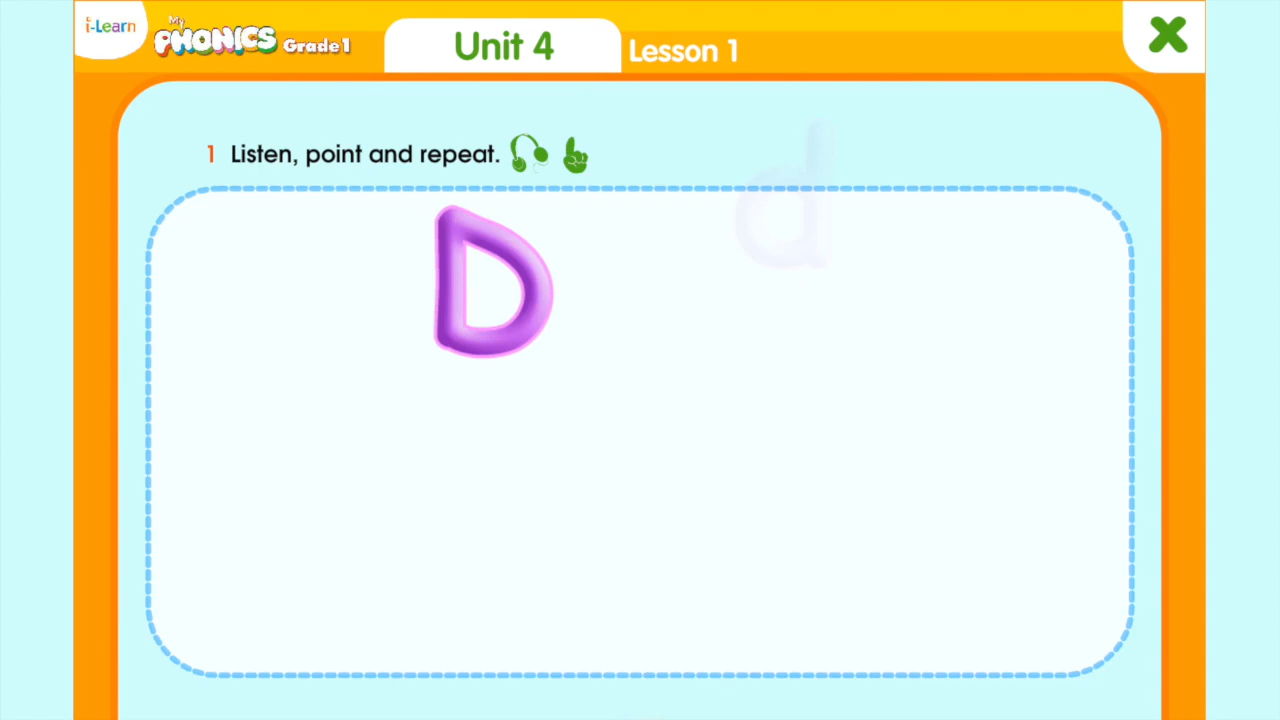 i-Learn
My
PHONICS Grade 1
Unit 4
Lesson 1
1 Listen, point and repeat.
D
d